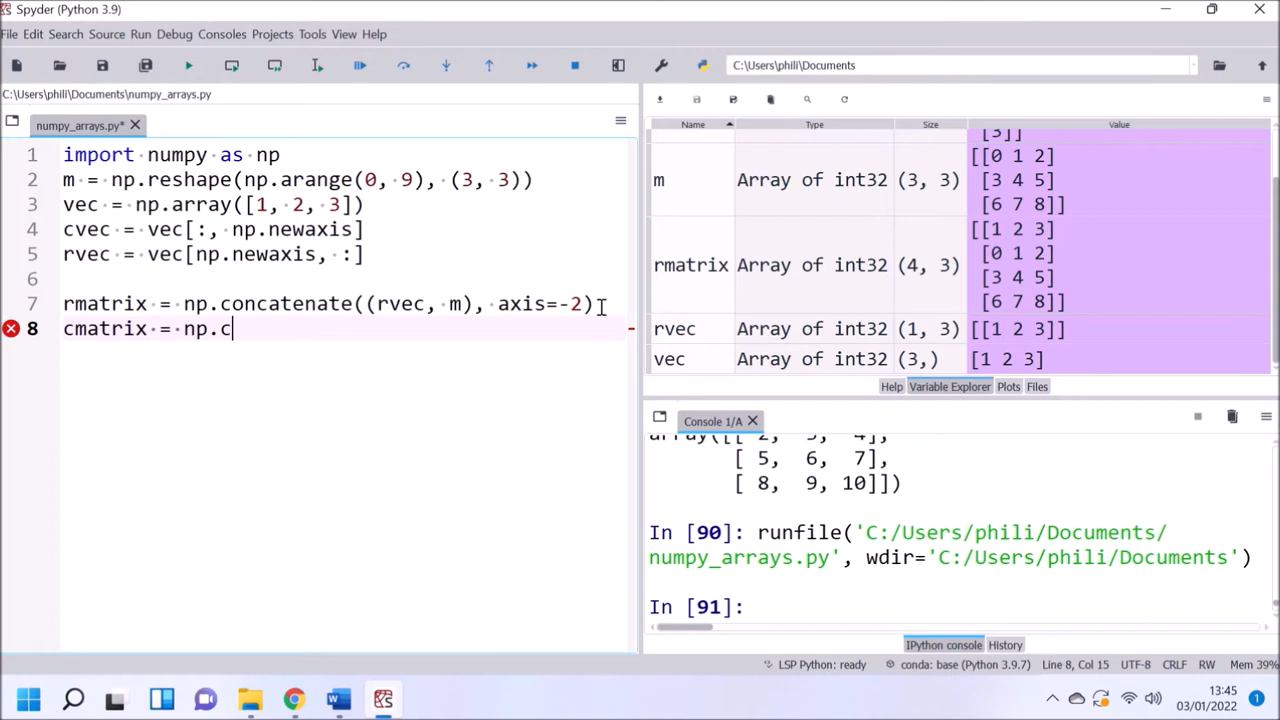 Spyder (Python 3.9)
File Edit Search Source Run Debug Consoles Projects Tools View Help
C:\Users\phili\Documents
C:\Users\phili\Documents\numpy_arrays.py
numpy_arrays.py*
1 import numpy as np
2 m = np.reshape(np.arange(0, 9), (3, 3))
3 vec = np.array([1, 2, 3])
4 cvec = vec[:, np.newaxis]
5 rvec = vec[np.newaxis, :]
6
7 rmatrix = np.concatenate((rvec, m), axis=-2)
8 cmatrix = np.c
Name Type Size Value
[3]]
m Array of int32 (3, 3) [[0 1 2]
[3 4 5]
[6 7 8]]
rmatrix Array of int32 (4, 3) [[1 2 3]
[0 1 2]
[3 4 5]
[6 7 8]]
rvec Array of int32 (1, 3) [[1 2 3]]
vec Array of int32 (3,) [1 2 3]
Help Variable Explorer Plots Files
Console 1/A
array([[ 2, 3, 4],
[ 5, 6, 7],
[ 8, 9, 10]])
In [90]: runfile('C:/Users/phili/Documents/
numpy_arrays.py', wdir='C:/Users/phili/Documents')
In [91]:
IPython console History
LSP Python: ready conda: base (Python 3.9.7) Line 8, Col 15 UTF-8 CRLF RW Mem 39%
13:45
03/01/2022
1